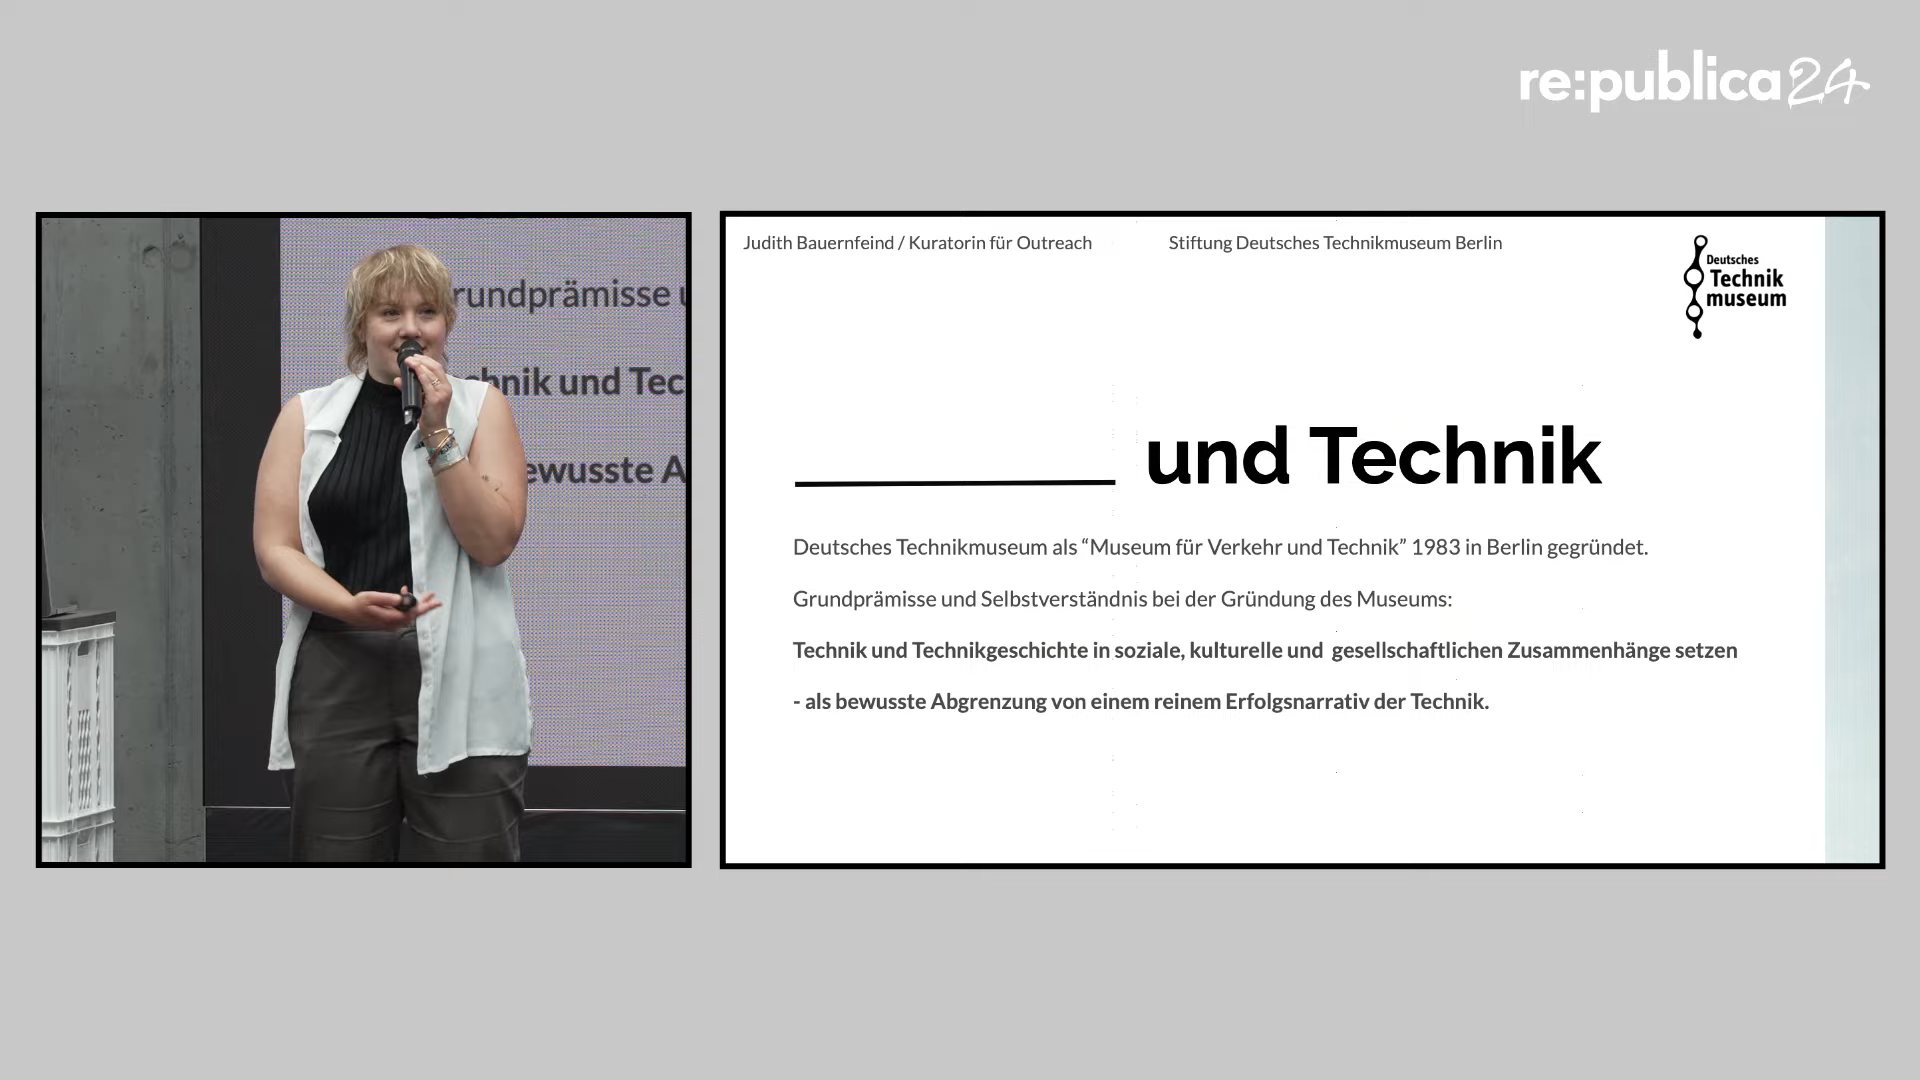 re:publica 24
rundprämisse u
chnik und Tec
ewusste A
Judith Bauernfeind / Kuratorin für Outreach
Stiftung Deutsches Technikmuseum Berlin
Deutsches
Technik
museum
und Technik
Deutsches Technikmuseum als “Museum für Verkehr und Technik” 1983 in Berlin gegründet.
Grundprämisse und Selbstverständnis bei der Gründung des Museums:
Technik und Technikgeschichte in soziale, kulturelle und gesellschaftlichen Zusammenhänge setzen
- als bewusste Abgrenzung von einem reinem Erfolgsnarrativ der Technik.